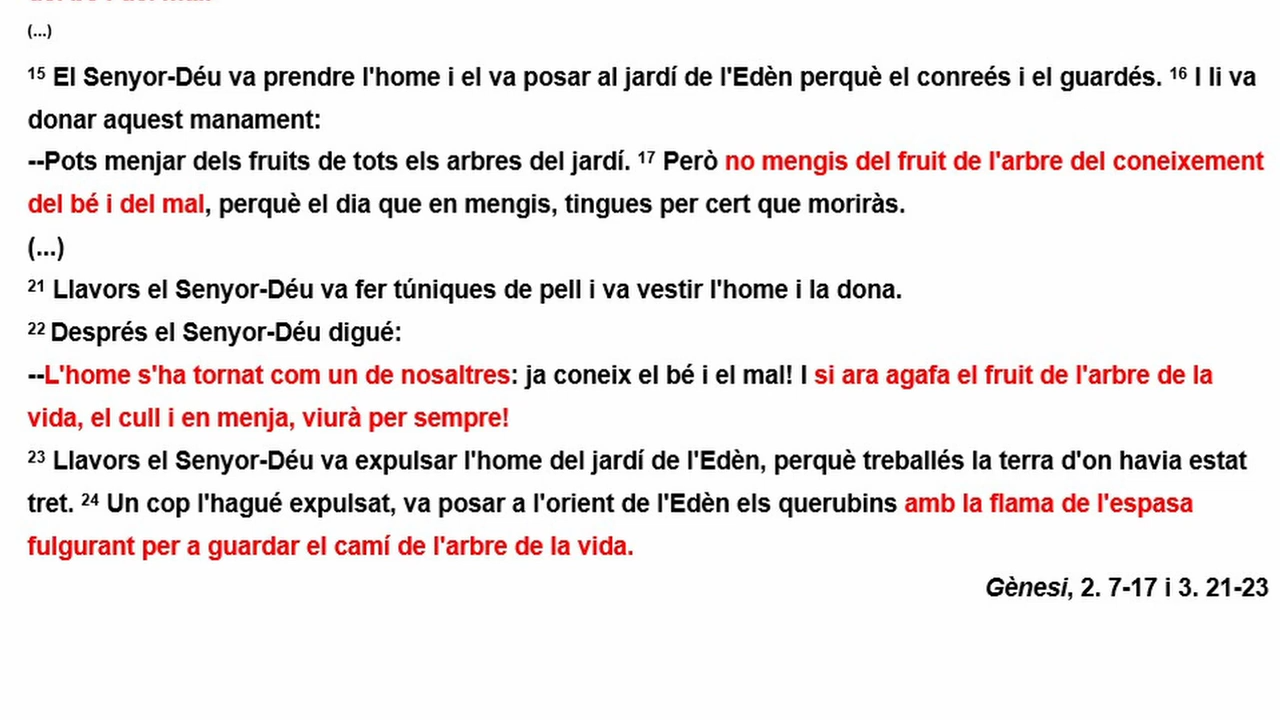 (...)
¹⁵ El Senyor-Déu va prendre l'home i el va posar al jardí de l'Edèn perquè el conreés i el guardés. ¹⁶ I li va
donar aquest manament:
--Pots menjar dels fruits de tots els arbres del jardí. ¹⁷ Però no mengis del fruit de l'arbre del coneixement
del bé i del mal, perquè el dia que en mengis, tingues per cert que moriràs.
(...)
²¹ Llavors el Senyor-Déu va fer túniques de pell i va vestir l'home i la dona.
²² Després el Senyor-Déu digué:
--L'home s'ha tornat com un de nosaltres: ja coneix el bé i el mal! I si ara agafa el fruit de l'arbre de la
vida, el cull i en menja, viurà per sempre!
²³ Llavors el Senyor-Déu va expulsar l'home del jardí de l'Edèn, perquè treballés la terra d'on havia estat
tret. ²⁴ Un cop l'hagué expulsat, va posar a l'orient de l'Edèn els querubins amb la flama de l'espasa
fulgurant per a guardar el camí de l'arbre de la vida.
Gènesi, 2. 7-17 i 3. 21-23